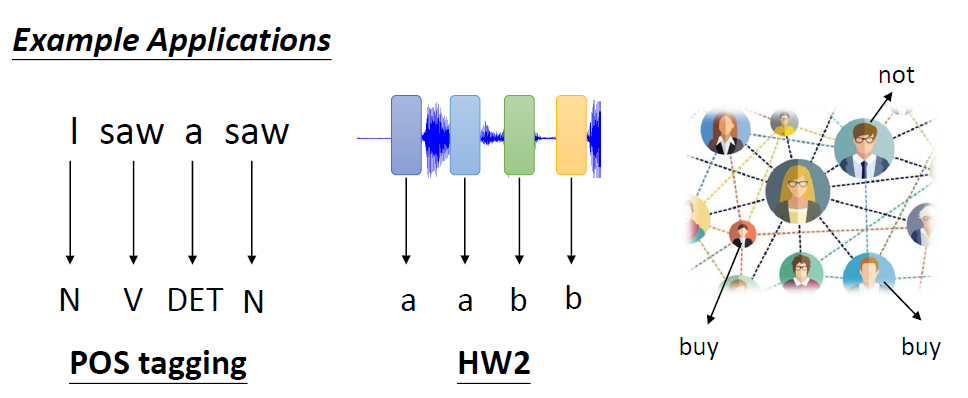 Example Applications
I saw a saw
N V DET N
POS tagging
a a b b
HW2
not
buy
buy